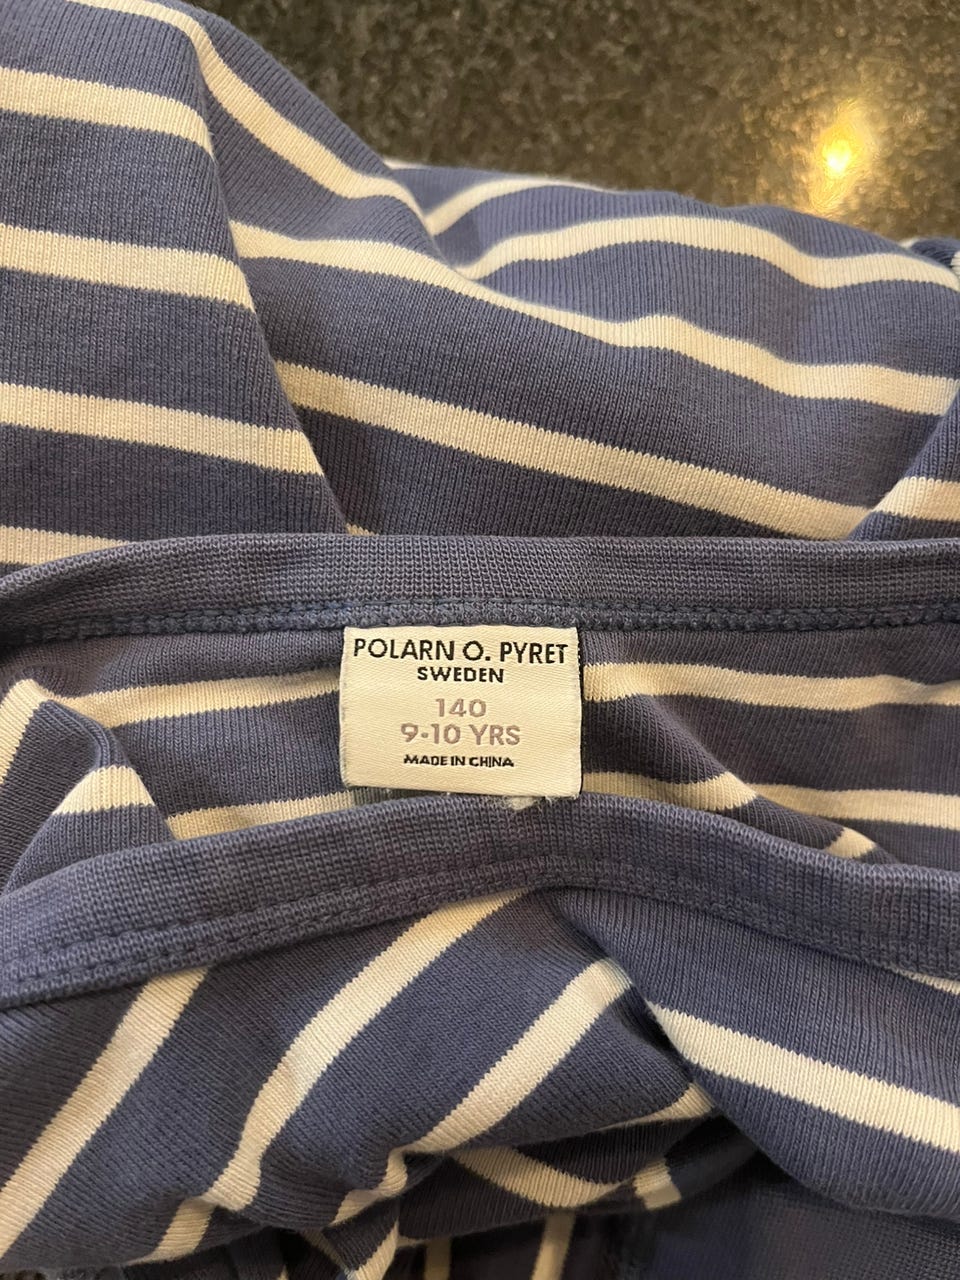 POLARN O. PYRET
SWEDEN
140
9-10 YRS
MADE IN CHINA